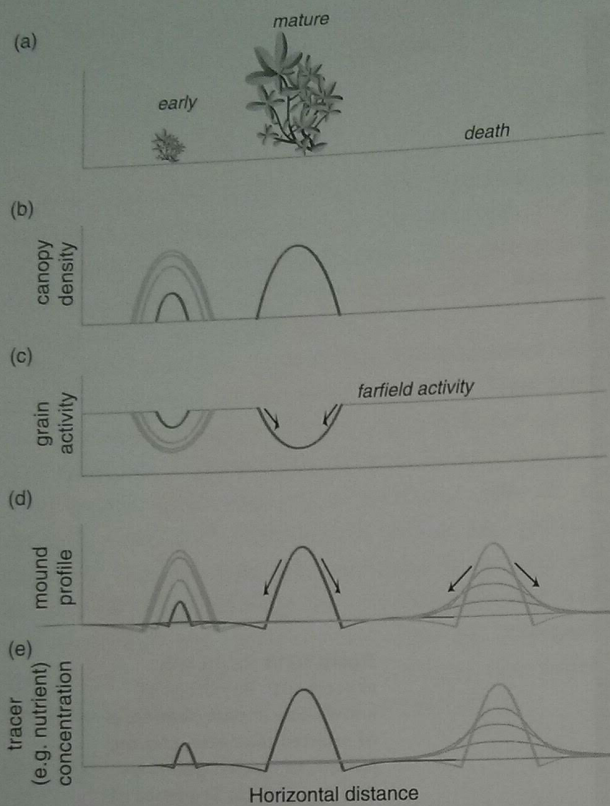 (a)
mature
early
death
(b)
canopy
density
(c)
grain
activity
farfield activity
(d)
mound
profile
(e)
tracer
(e.g. nutrient)
concentration
Horizontal distance